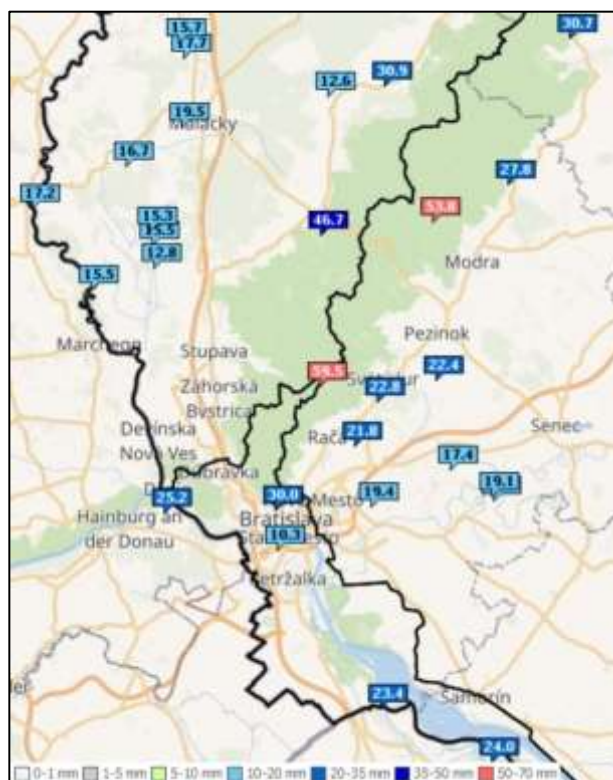 15.7
17.7
30.7
30.9
12.6
19.5
Malacky
16.7
27.8
17.2
53.8
15.3
15.5
46.7
12.8
Modra
15.5
Marchegg
Stupava
Pezinok
Záhorská
Bystrica
22.4
22.8
Devínska
Nová Ves
Rača
21.8
Senec
17.4
Dúbravka
25.2
30.0
Mesto
19.4
19.1
Hainburg an
der Donau
Bratislava
10.3
Petržalka
23.4
Šamorín
24.0
0-1 mm 1-5 mm 5-10 mm 10-20 mm 20-35 mm 35-50 mm 50-70 mm